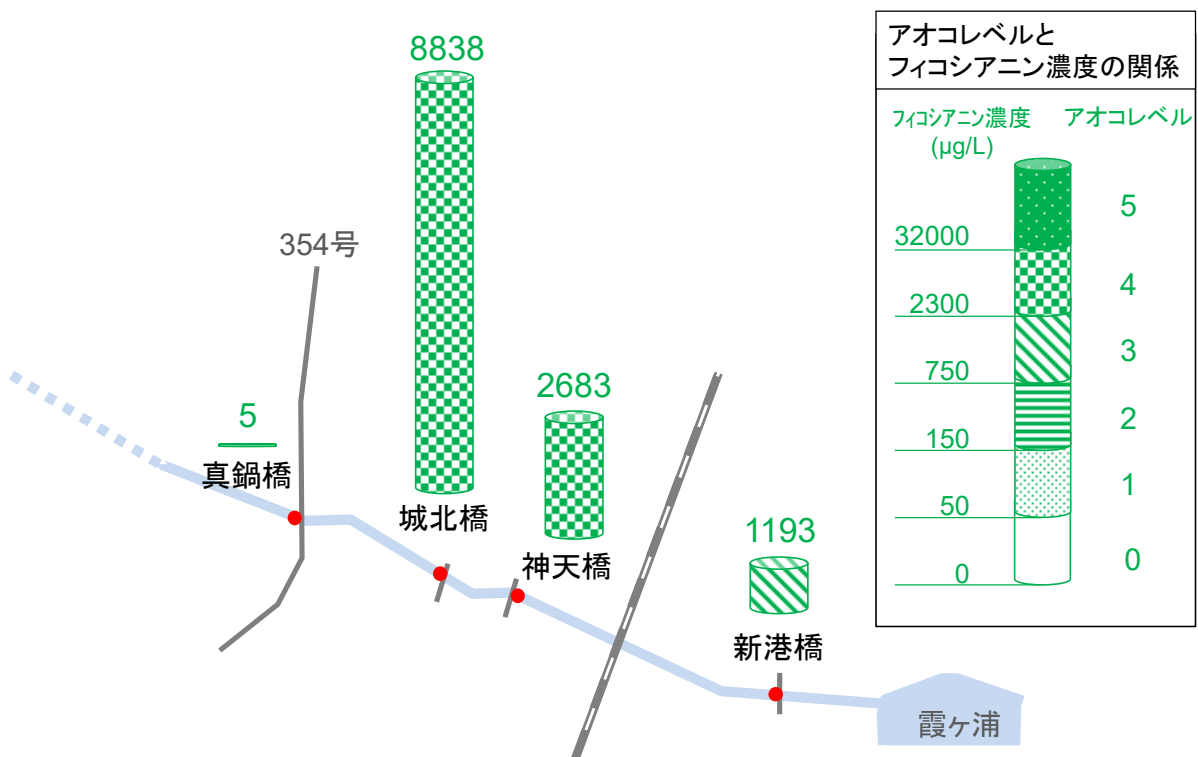 8838
354号
2683
5
真鍋橋
城北橋
神天橋
1193
新港橋
霞ヶ浦
アオコレベルと
フィコシアニン濃度の関係
フィコシアニン濃度
(µg/L)
アオコレベル
5
32000
4
2300
3
750
2
150
1
50
0
0